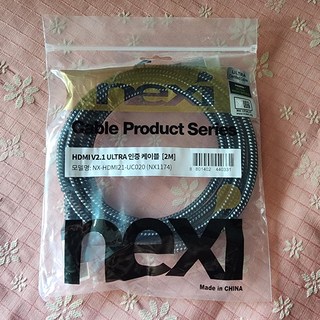 nexi
Cable Product Series
HDMI V2.1 ULTRA 인증 케이블 [2M]
모델명: NX-HDMI21-UC020 (NX1174)
nexi
Made in CHINA